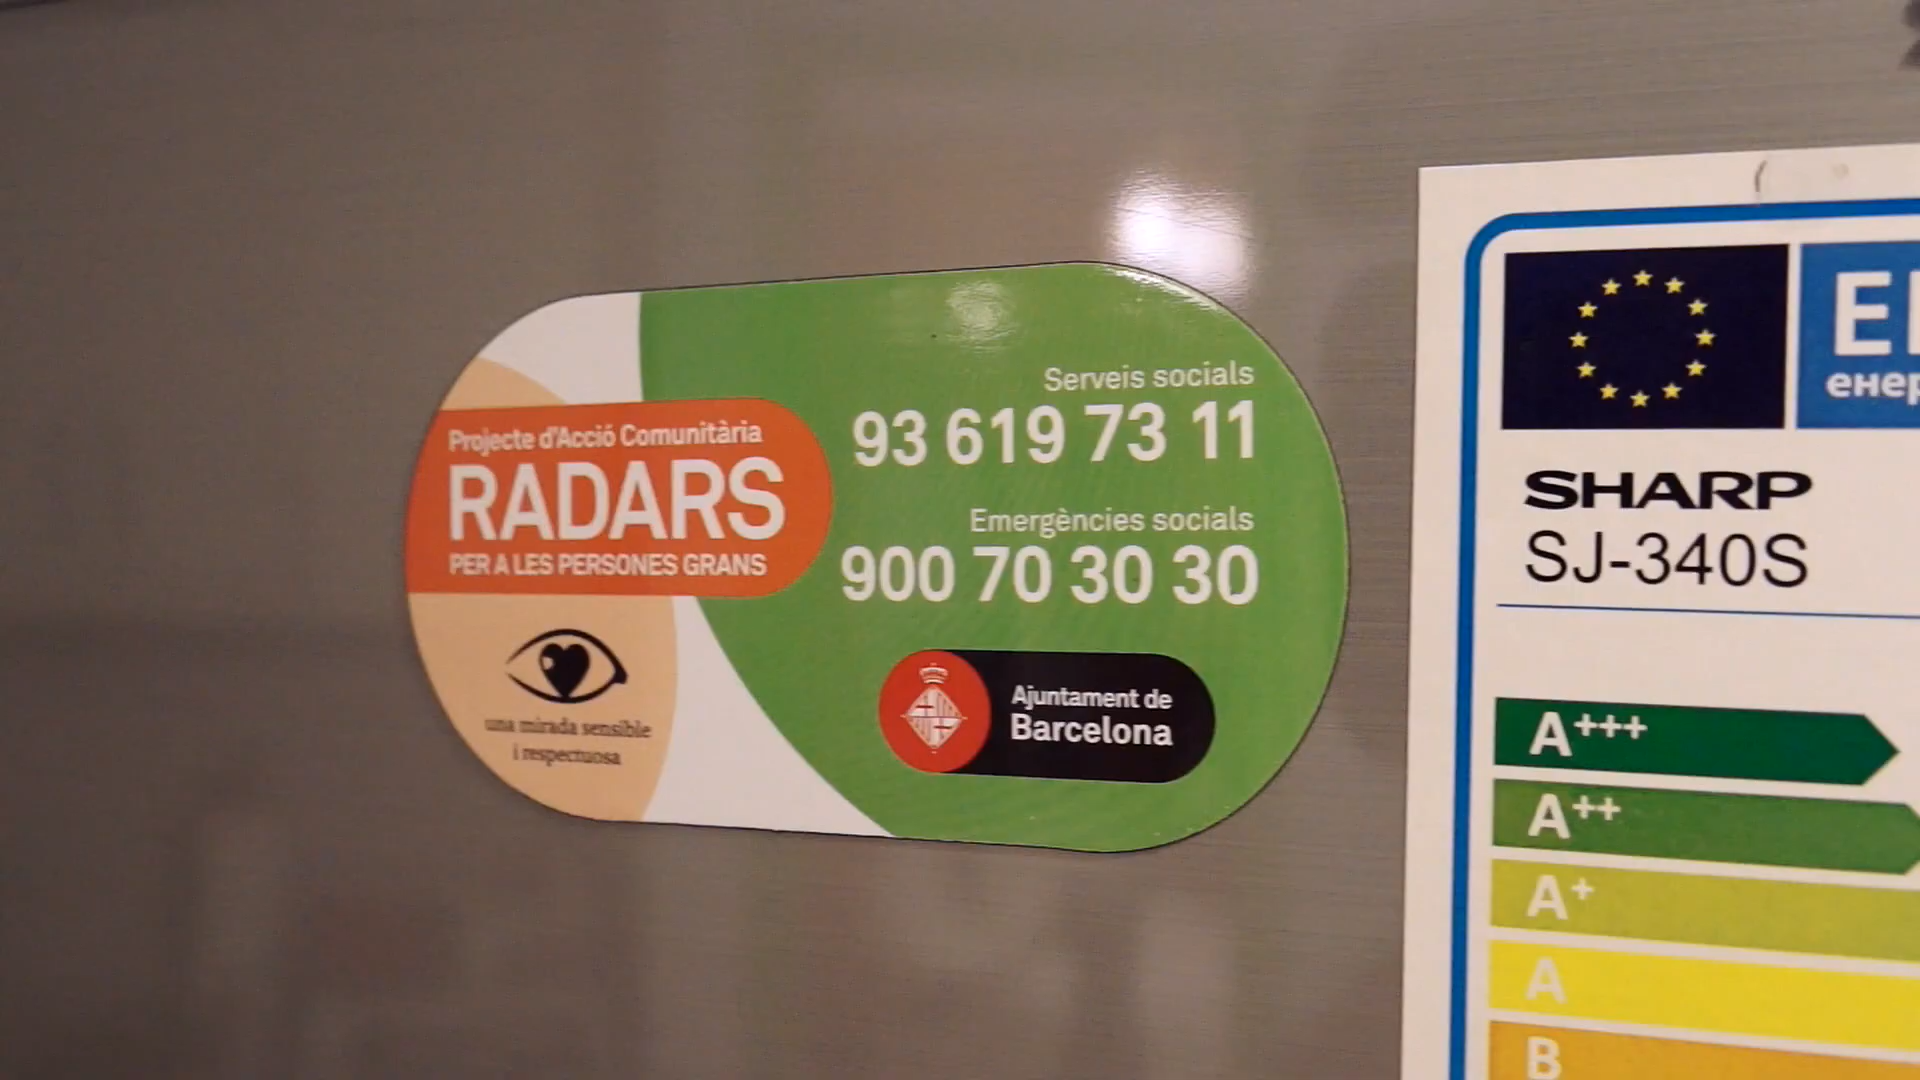 Projecte d'Acció Comunitària
RADARS
PER A LES PERSONES GRANS
una mirada sensible
i respectuosa
Serveis socials
93 619 73 11
Emergències socials
900 70 30 30
Ajuntament de
Barcelona
SHARP
SJ-340S
A+++
A++
A+
A
B